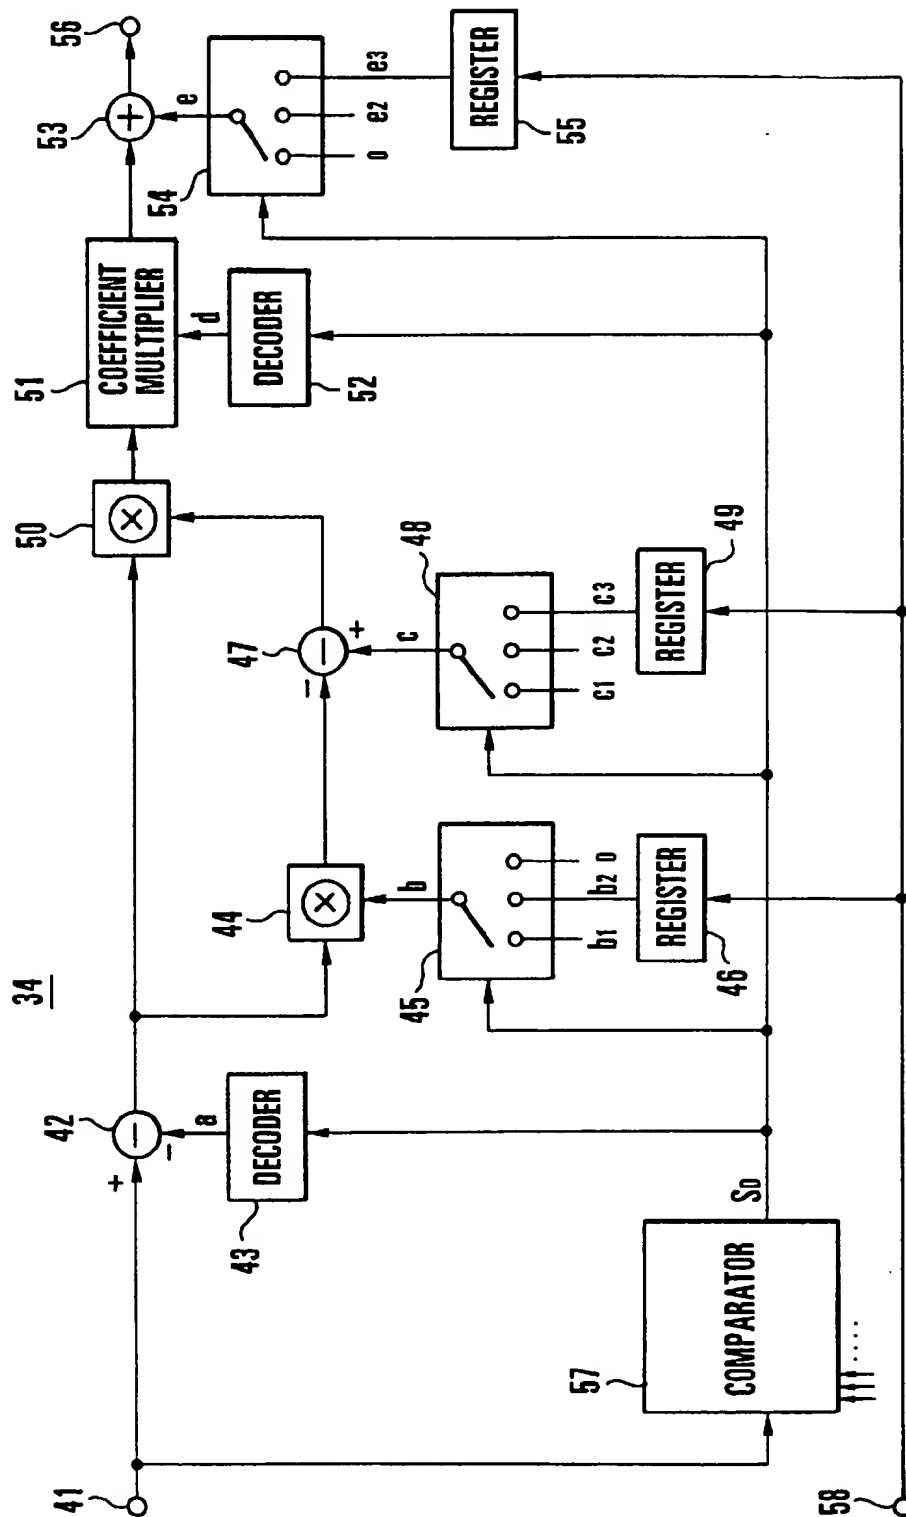 34
41
42
+
−
−
a
DECODER
43
44
×
b
45
b1
b2
0
REGISTER
46
47
−
−
+
c
48
c1
c2
c3
REGISTER
49
50
×
51
COEFFICIENT
MULTIPLIER
d
DECODER
52
53
+
e
54
0
e2
e3
REGISTER
55
56
57
COMPARATOR
SD
....
58